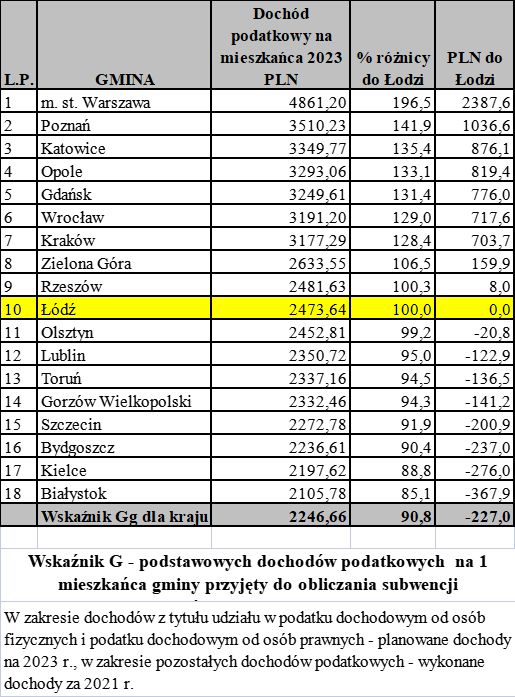 L.P. GMINA Dochód podatkowy na mieszkańca 2023 PLN % różnicy do Łodzi PLN do Łodzi
1 m. st. Warszawa 4861,20 196,5 2387,6
2 Poznań 3510,23 141,9 1036,6
3 Katowice 3349,77 135,4 876,1
4 Opole 3293,06 133,1 819,4
5 Gdańsk 3249,61 131,4 776,0
6 Wrocław 3191,20 129,0 717,6
7 Kraków 3177,29 128,4 703,7
8 Zielona Góra 2633,55 106,5 159,9
9 Rzeszów 2481,63 100,3 8,0
10 Łódź 2473,64 100,0 0,0
11 Olsztyn 2452,81 99,2 -20,8
12 Lublin 2350,72 95,0 -122,9
13 Toruń 2337,16 94,5 -136,5
14 Gorzów Wielkopolski 2332,46 94,3 -141,2
15 Szczecin 2272,78 91,9 -200,9
16 Bydgoszcz 2236,61 90,4 -237,0
17 Kielce 2197,62 88,8 -276,0
18 Białystok 2105,78 85,1 -367,9
Wskaźnik Gg dla kraju 2246,66 90,8 -227,0
Wskaźnik G - podstawowych dochodów podatkowych na 1
mieszkańca gminy przyjęty do obliczania subwencji
W zakresie dochodów z tytułu udziału w podatku dochodowym od osób
fizycznych i podatku dochodowym od osób prawnych - planowane dochody
na 2023 r., w zakresie pozostałych dochodów podatkowych - wykonane
dochody za 2021 r.